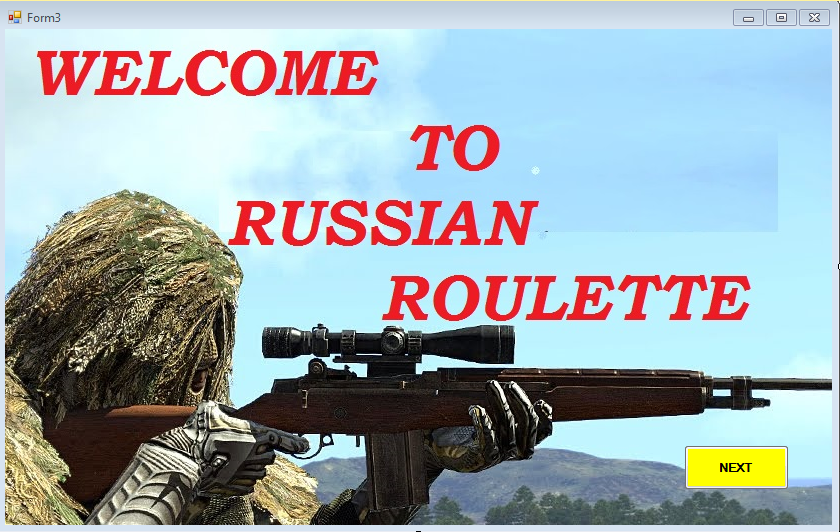 Form3
WELCOME
TO
RUSSIAN
ROULETTE
NEXT